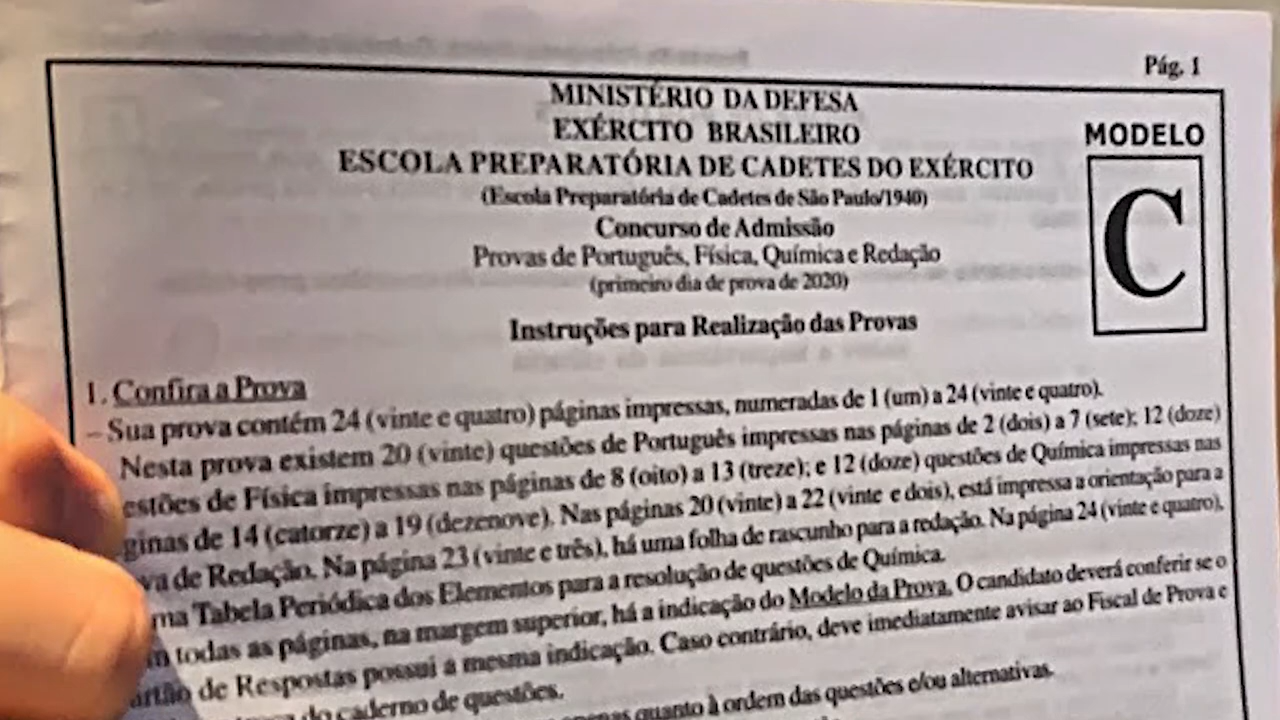 Pág. 1
MINISTÉRIO DA DEFESA
EXÉRCITO BRASILEIRO
ESCOLA PREPARATÓRIA DE CADETES DO EXÉRCITO
(Escola Preparatória de Cadetes de São Paulo/1940)
Concurso de Admissão
Provas de Português, Física, Química e Redação
(primeiro dia de prova de 2020)
MODELO
C
Instruções para Realização das Provas
1. Confira a Prova
– Sua prova contém 24 (vinte e quatro) páginas impressas, numeradas de 1 (um) a 24 (vinte e quatro).
Nesta prova existem 20 (vinte) questões de Português impressas nas páginas de 2 (dois) a 7 (sete); 12 (doze)
estões de Física impressas nas páginas de 8 (oito) a 13 (treze); e 12 (doze) questões de Química impressas nas
ginas de 14 (catorze) a 19 (dezenove). Nas páginas 20 (vinte) a 22 (vinte e dois), está impressa a orientação para a
va de Redação. Na página 23 (vinte e três), há uma folha de rascunho para a redação. Na página 24 (vinte e quatro),
ma Tabela Periódica dos Elementos para a resolução de questões de Química.
m todas as páginas, na margem superior, há a indicação do Modelo da Prova. O candidato deverá conferir se o
artão de Respostas possui a mesma indicação. Caso contrário, deve imediatamente avisar ao Fiscal de Prova e
do caderno de questões.
penas quanto à ordem das questões e/ou alternativas.